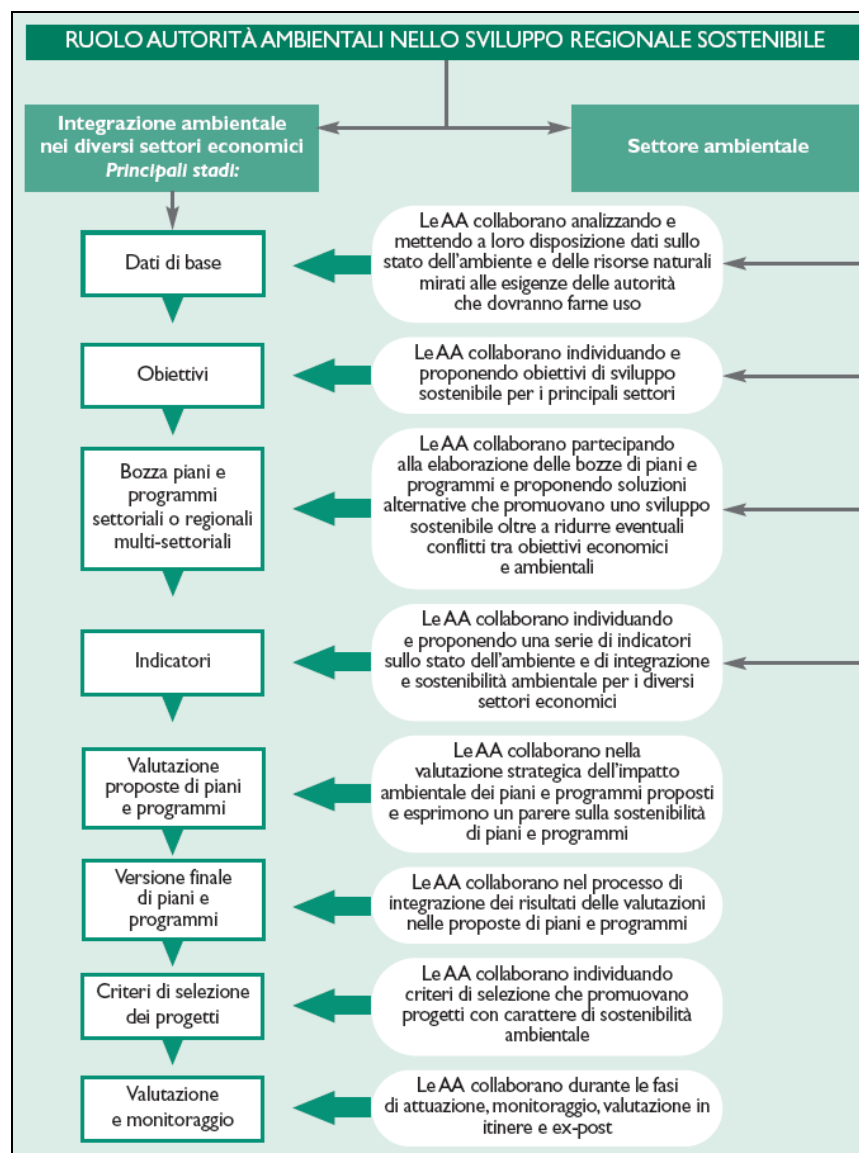 RUOLO AUTORITÀ AMBIENTALI NELLO SVILUPPO REGIONALE SOSTENIBILE
Integrazione ambientale
nei diversi settori economici
Principali stadi:
Settore ambientale
Dati di base
Le AA collaborano analizzando e
mettendo a loro disposizione dati sullo
stato dell'ambiente e delle risorse naturali
mirati alle esigenze delle autorità
che dovranno farne uso
Obiettivi
Le AA collaborano individuando e
proponendo obiettivi di sviluppo
sostenibile per i principali settori
Bozza piani e
programmi
settoriali o regionali
multi-settoriali
Le AA collaborano partecipando
alla elaborazione delle bozze di piani e
programmi e proponendo soluzioni
alternative che promuovano uno sviluppo
sostenibile oltre a ridurre eventuali
conflitti tra obiettivi economici
e ambientali
Indicatori
Le AA collaborano individuando
e proponendo una serie di indicatori
sullo stato dell'ambiente e di integrazione
e sostenibilità ambientale per i diversi
settori economici
Valutazione
proposte di piani
e programmi
Le AA collaborano nella
valutazione strategica dell'impatto
ambientale dei piani e programmi proposti
e esprimono un parere sulla sostenibilità
di piani e programmi
Versione finale
di piani e
programmi
Le AA collaborano nel processo di
integrazione dei risultati delle valutazioni
nelle proposte di piani e programmi
Criteri di selezione
dei progetti
Le AA collaborano individuando
criteri di selezione che promuovano
progetti con carattere di sostenibilità
ambientale
Valutazione
e monitoraggio
Le AA collaborano durante le fasi
di attuazione, monitoraggio, valutazione in
itinere e ex-post